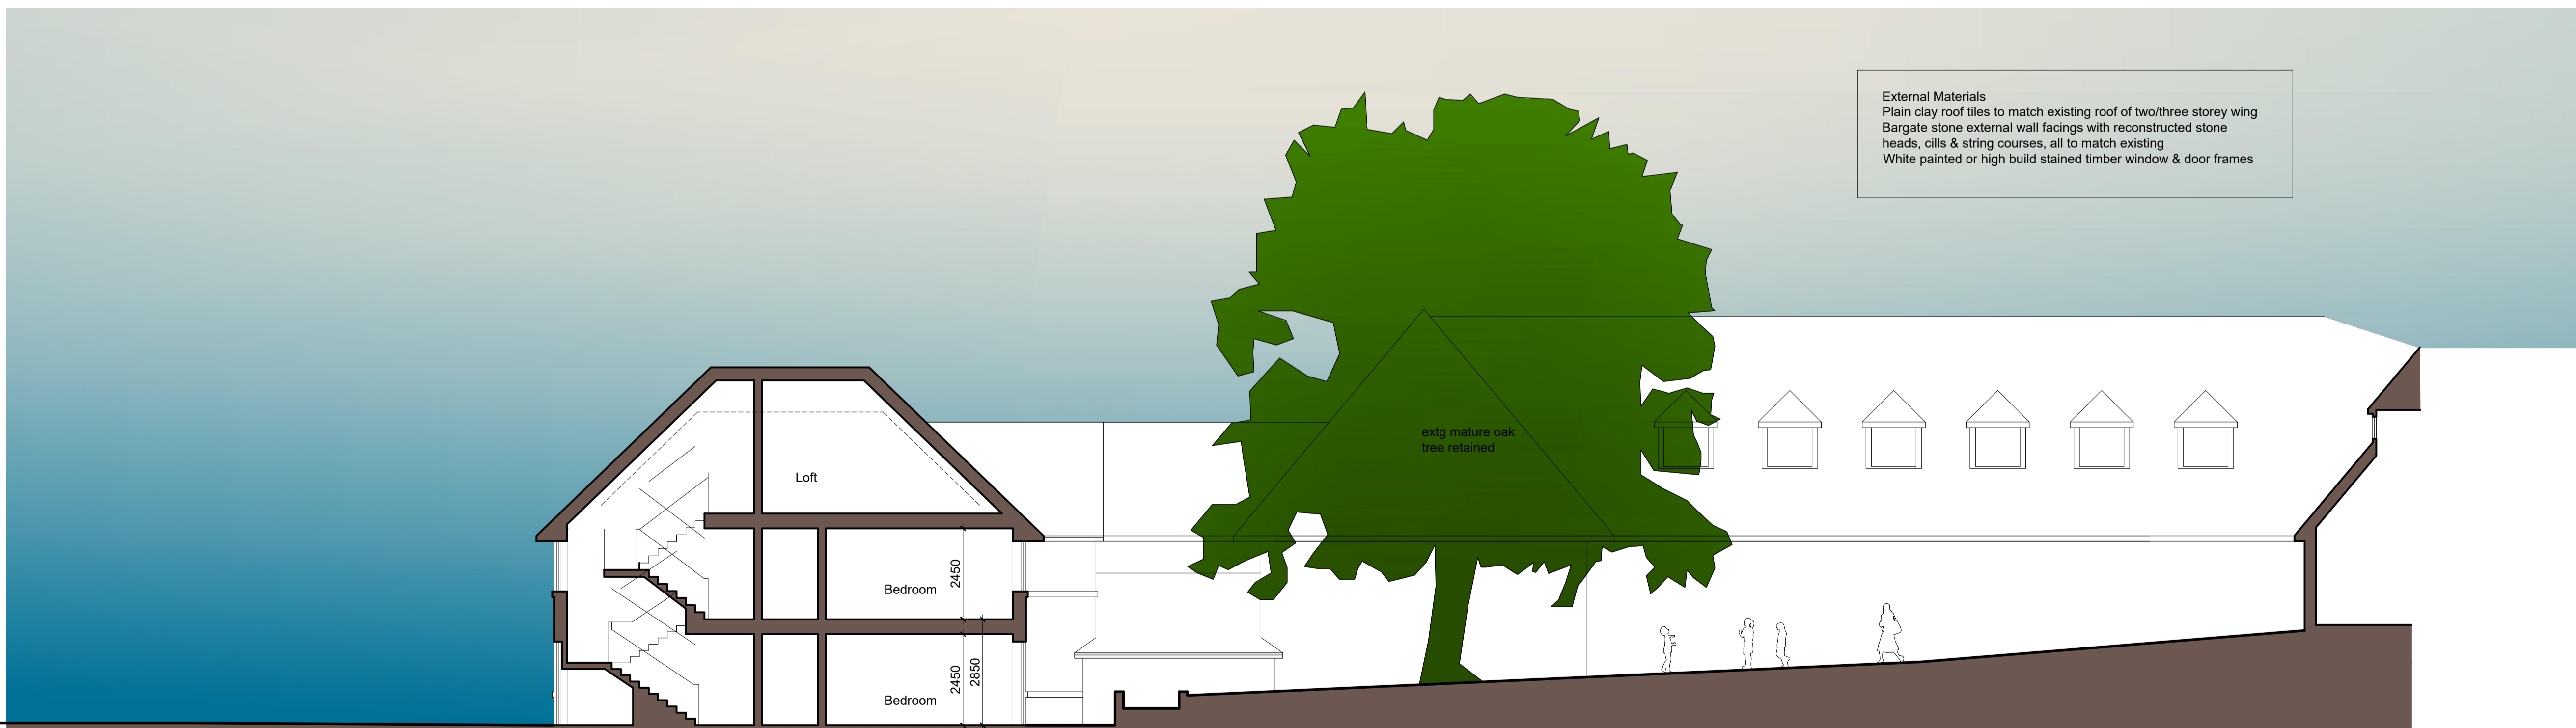 External Materials
Plain clay roof tiles to match existing roof of two/three storey wing
Bargate stone external wall facings with reconstructed stone
heads, cills & string courses, all to match existing
White painted or high build stained timber window & door frames
extg mature oak
tree retained
Loft
Bedroom
2450
Bedroom
2450
2850